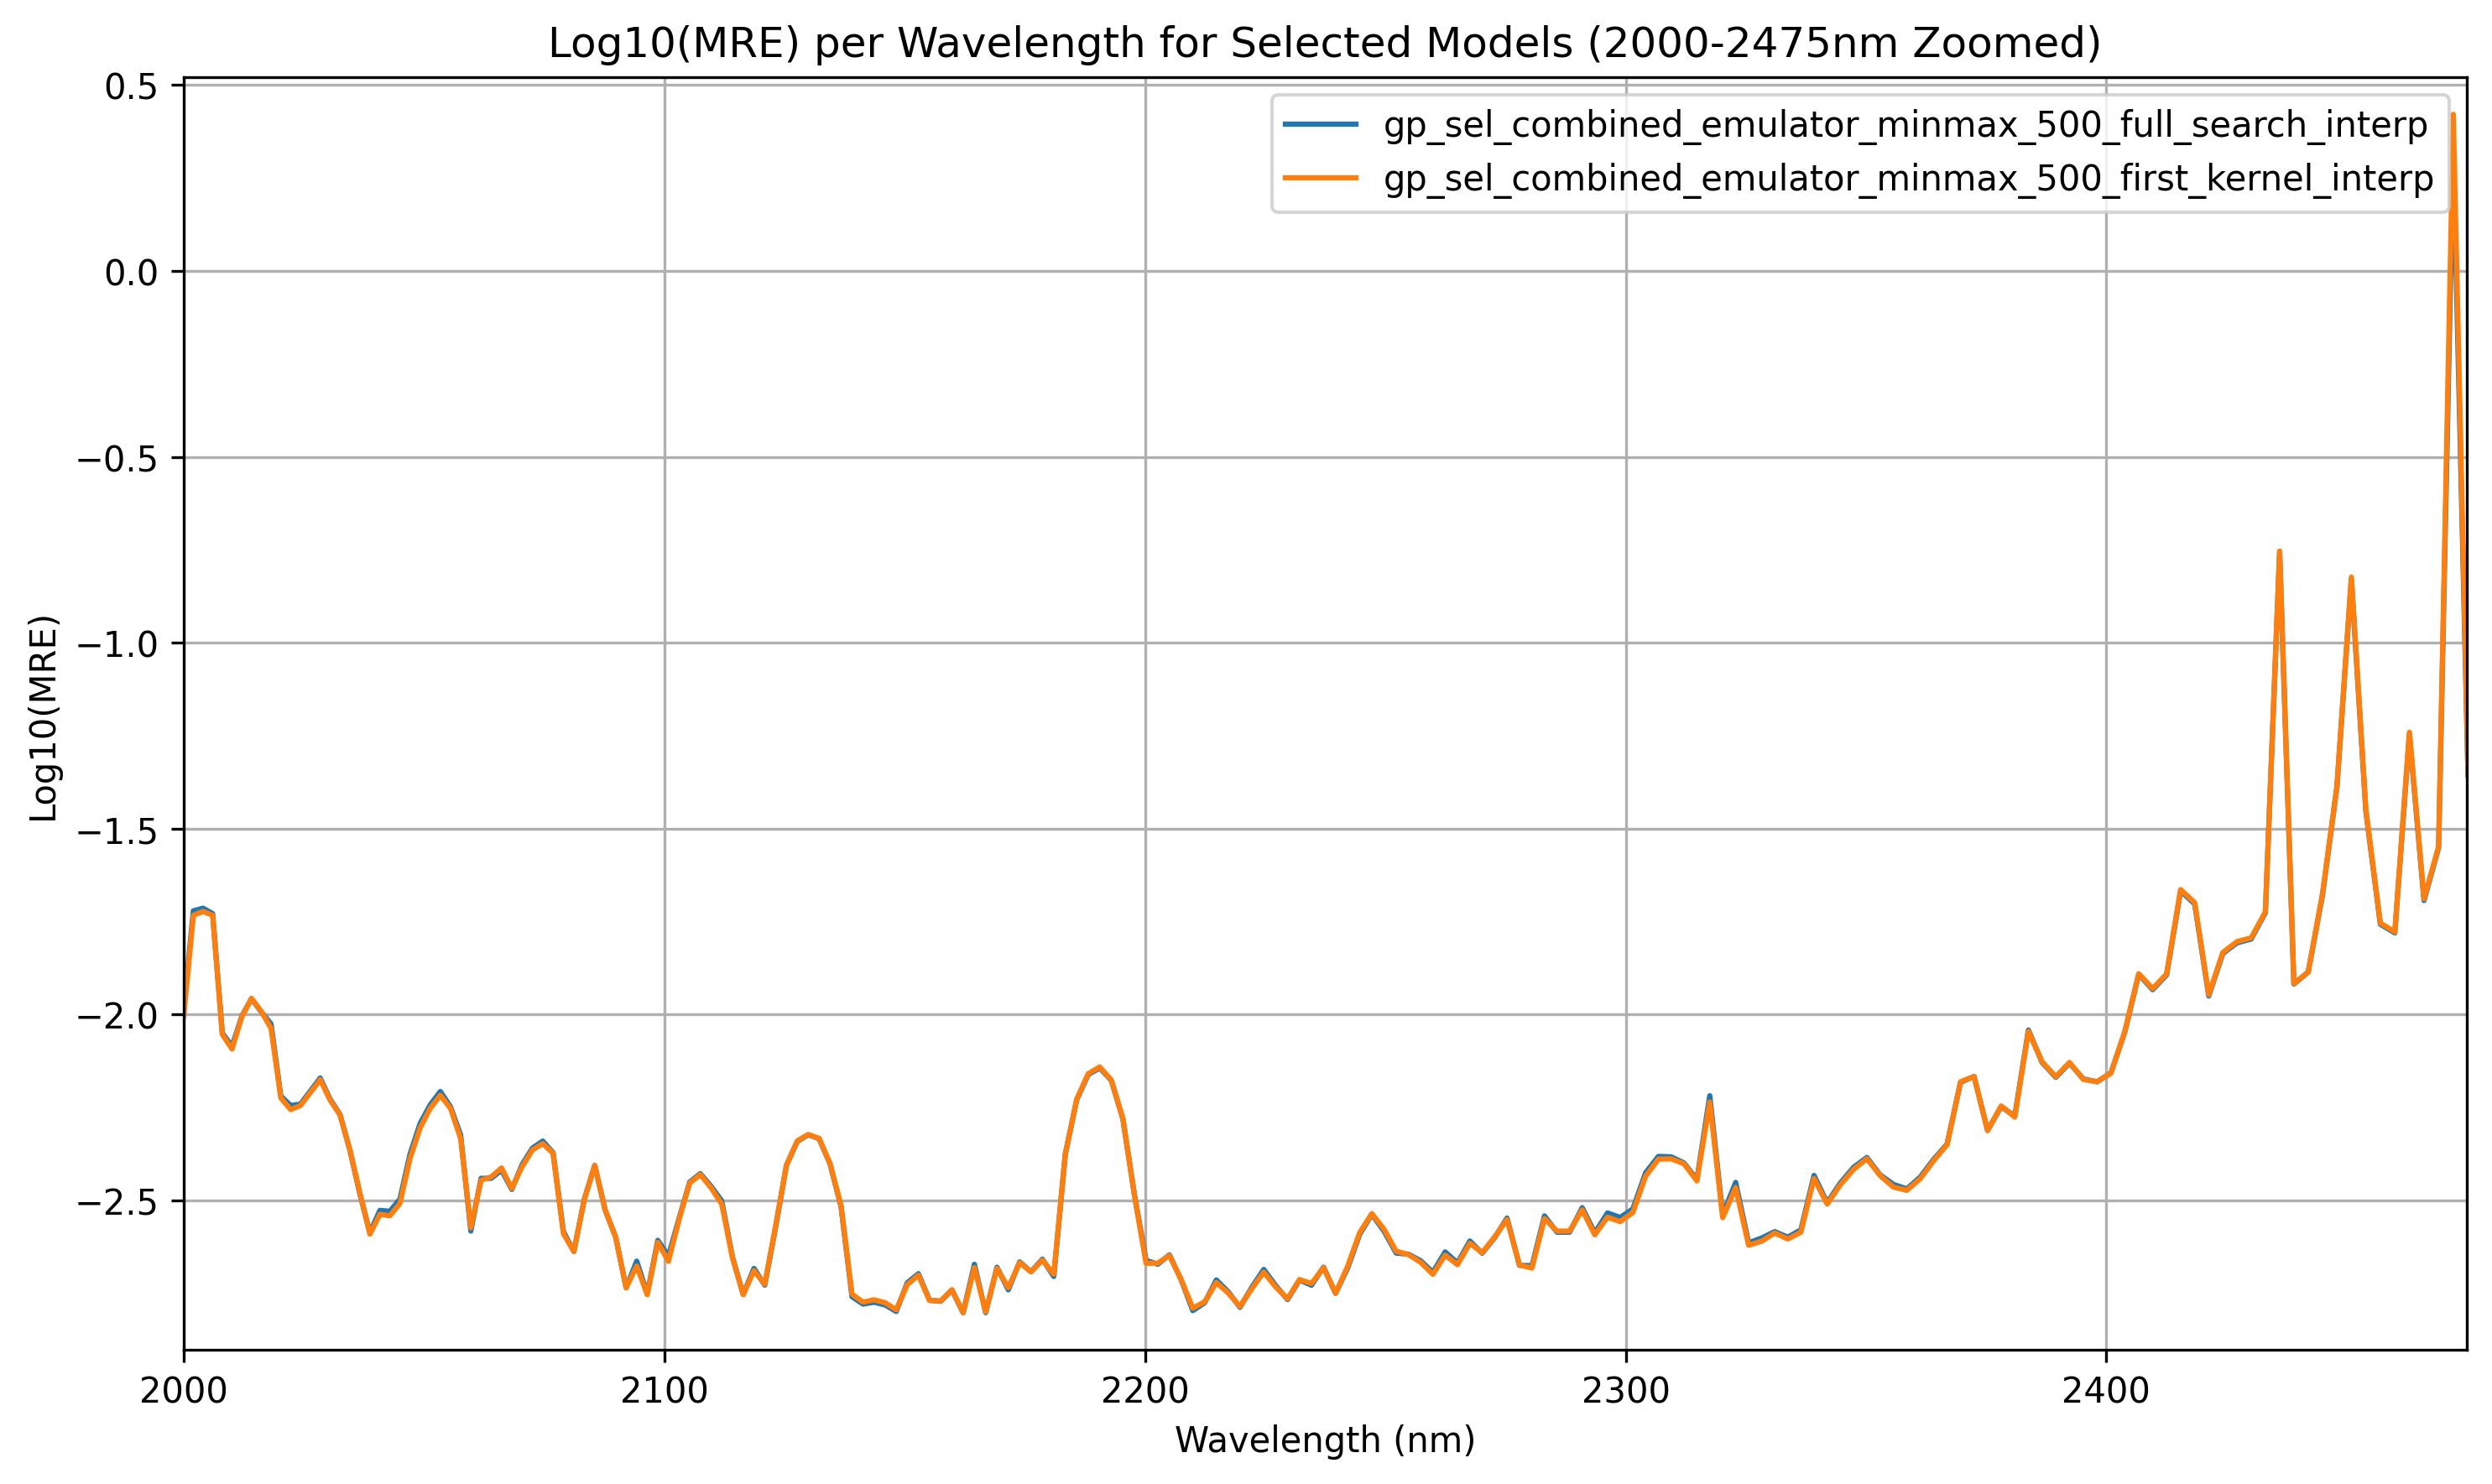 Log10(MRE) per Wavelength for Selected Models (2000-2475nm Zoomed)
gp_sel_combined_emulator_minmax_500_full_search_interp
gp_sel_combined_emulator_minmax_500_first_kernel_interp
Log10(MRE)
0.5
0.0
−0.5
−1.0
−1.5
−2.0
−2.5
2000 2100 2200 2300 2400
Wavelength (nm)